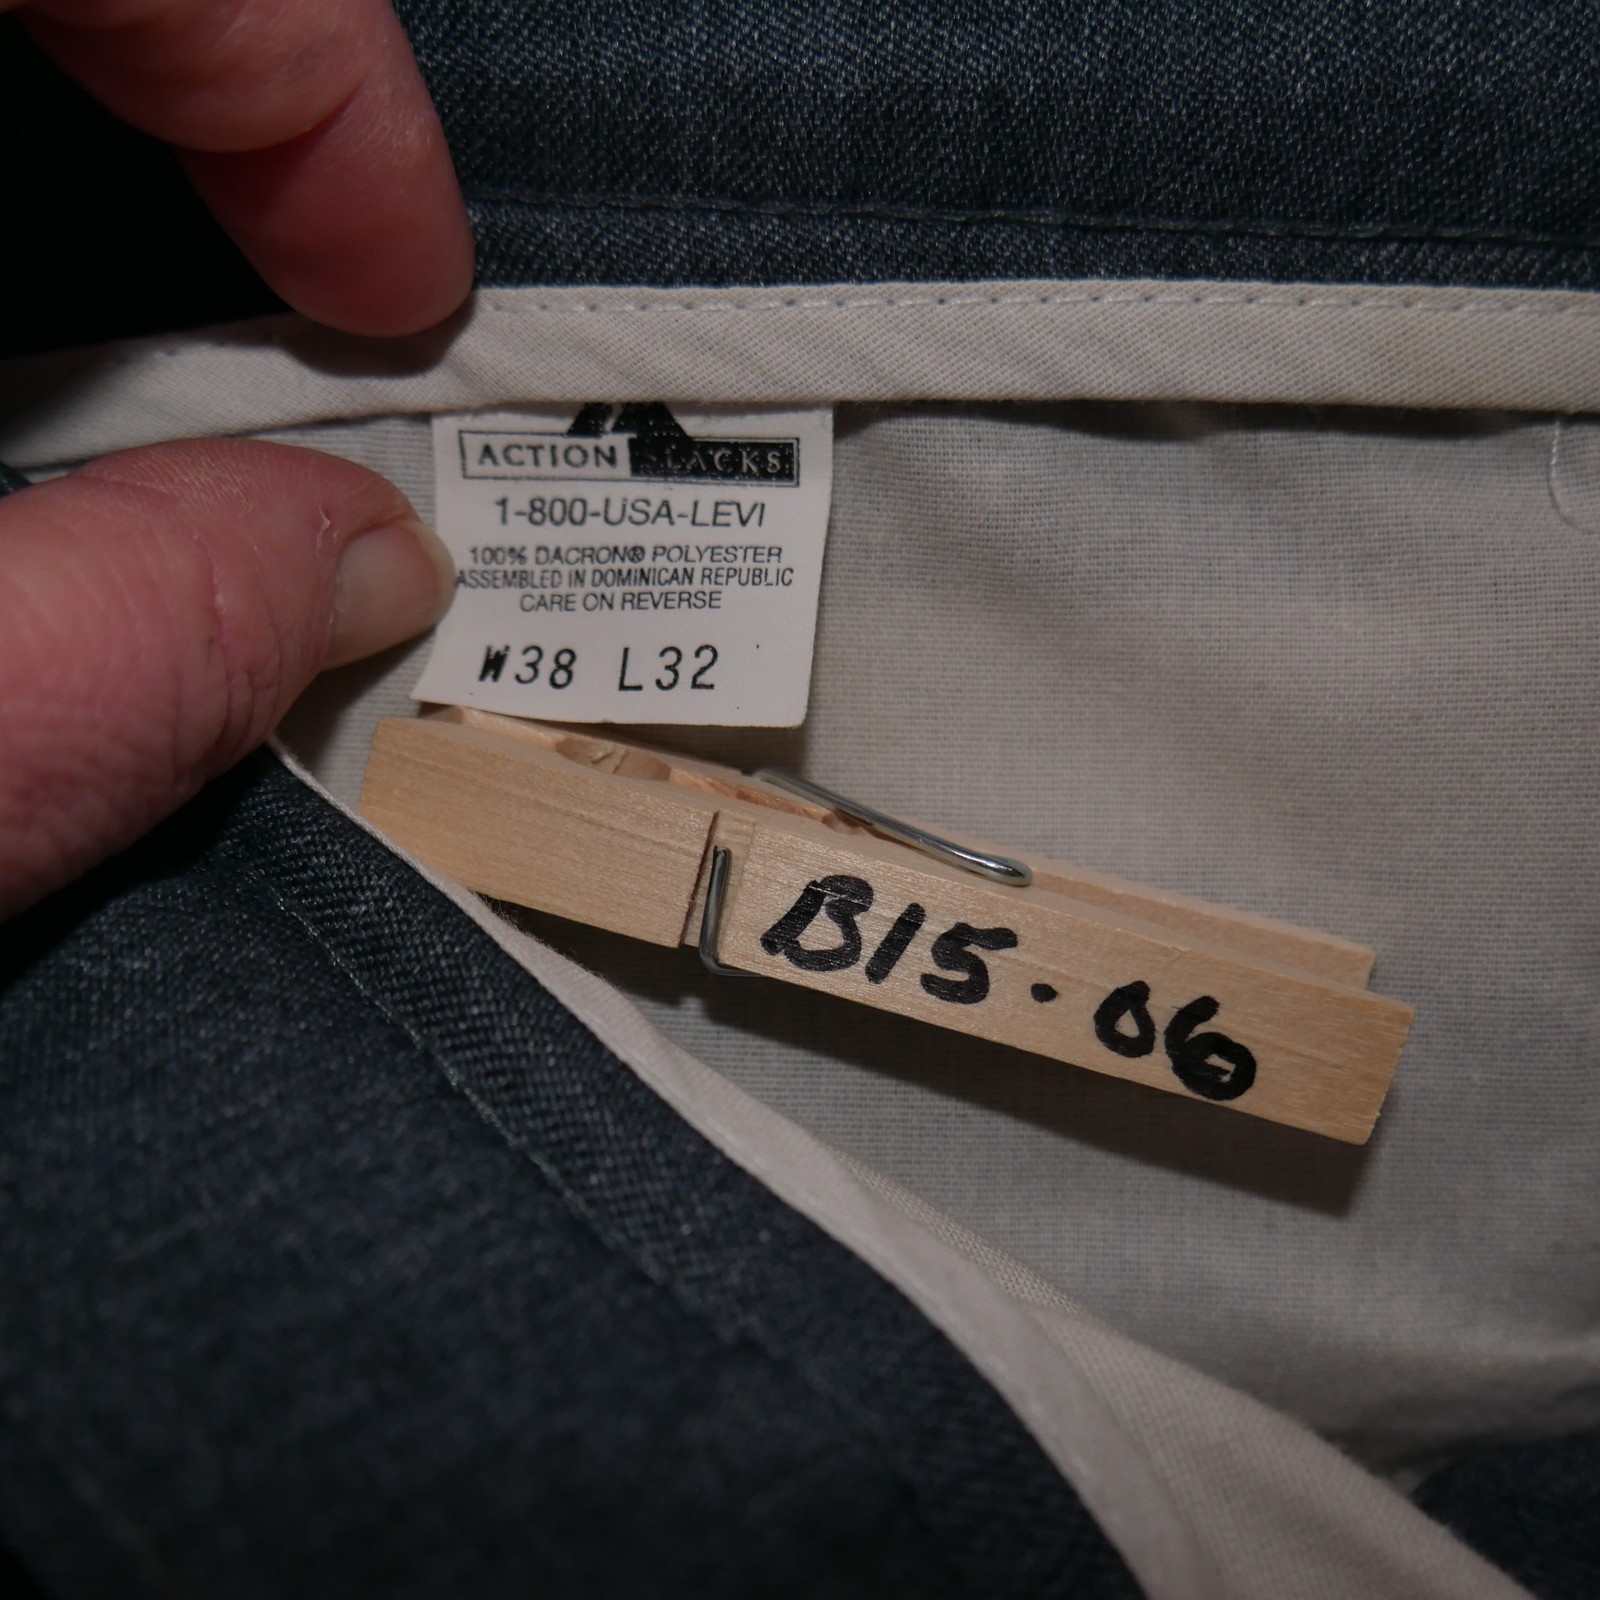 ACTION SLACKS
1-800-USA-LEVI
100% DACRON® POLYESTER
ASSEMBLED IN DOMINICAN REPUBLIC
CARE ON REVERSE
W38 L32
B15.06